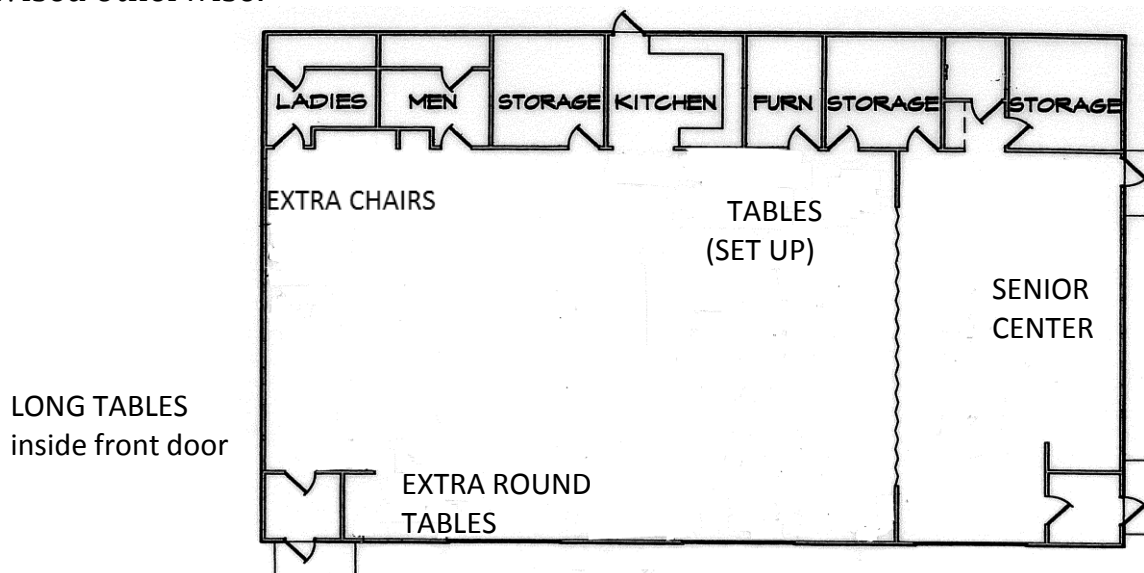 LADIES MEN STORAGE KITCHEN FURN STORAGE STORAGE
EXTRA CHAIRS
TABLES
(SET UP)
SENIOR
CENTER
LONG TABLES
inside front door
EXTRA ROUND
TABLES